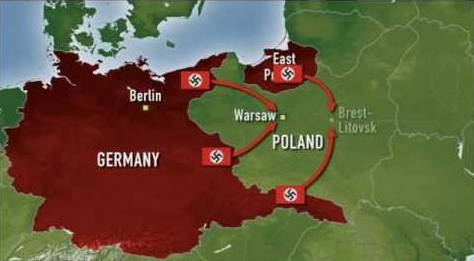 East
P
Berlin
Warsaw
Brest-
Litovsk
POLAND
GERMANY